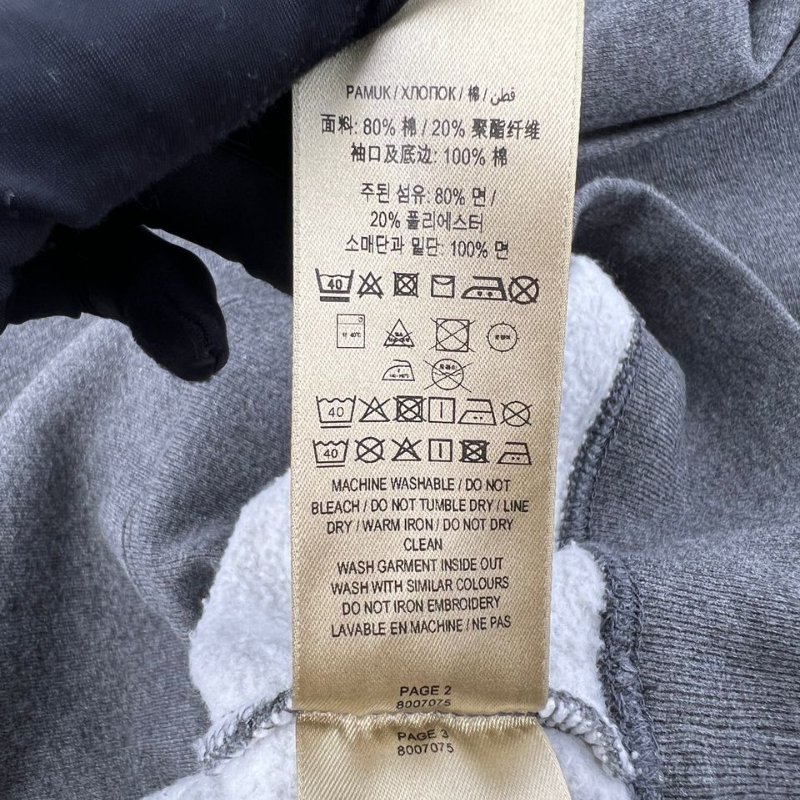 PAMUK / ХЛОПОК / 棉 / قطن
面料: 80% 棉 / 20% 聚酯纤维
袖口及底边: 100% 棉
주된 섬유: 80% 면 /
20% 폴리에스터
소매단과 밑단: 100% 면
40
40
40
MACHINE WASHABLE / DO NOT
BLEACH / DO NOT TUMBLE DRY / LINE
DRY / WARM IRON / DO NOT DRY
CLEAN
WASH GARMENT INSIDE OUT
WASH WITH SIMILAR COLOURS
DO NOT IRON EMBROIDERY
LAVABLE EN MACHINE / NE PAS
PAGE 2
8007075
PAGE 3
8007075